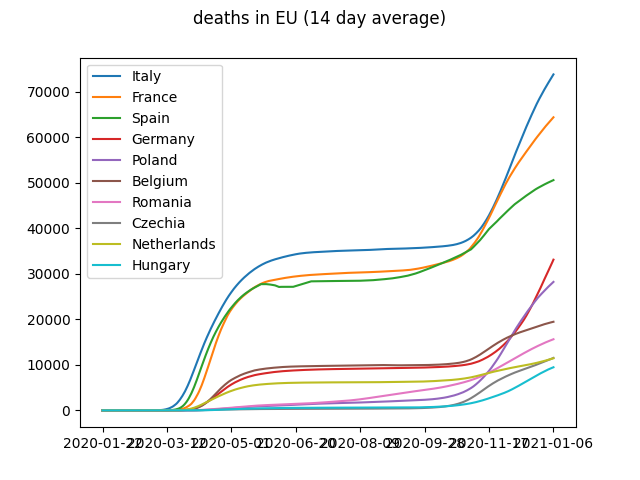 deaths in EU (14 day average)
Italy
France
Spain
Germany
Poland
Belgium
Romania
Czechia
Netherlands
Hungary
70000
60000
50000
40000
30000
20000
10000
0
2020-01-22 2020-03-12 2020-05-01 2020-06-20 2020-08-09 2020-09-28 2020-11-17 2021-01-06